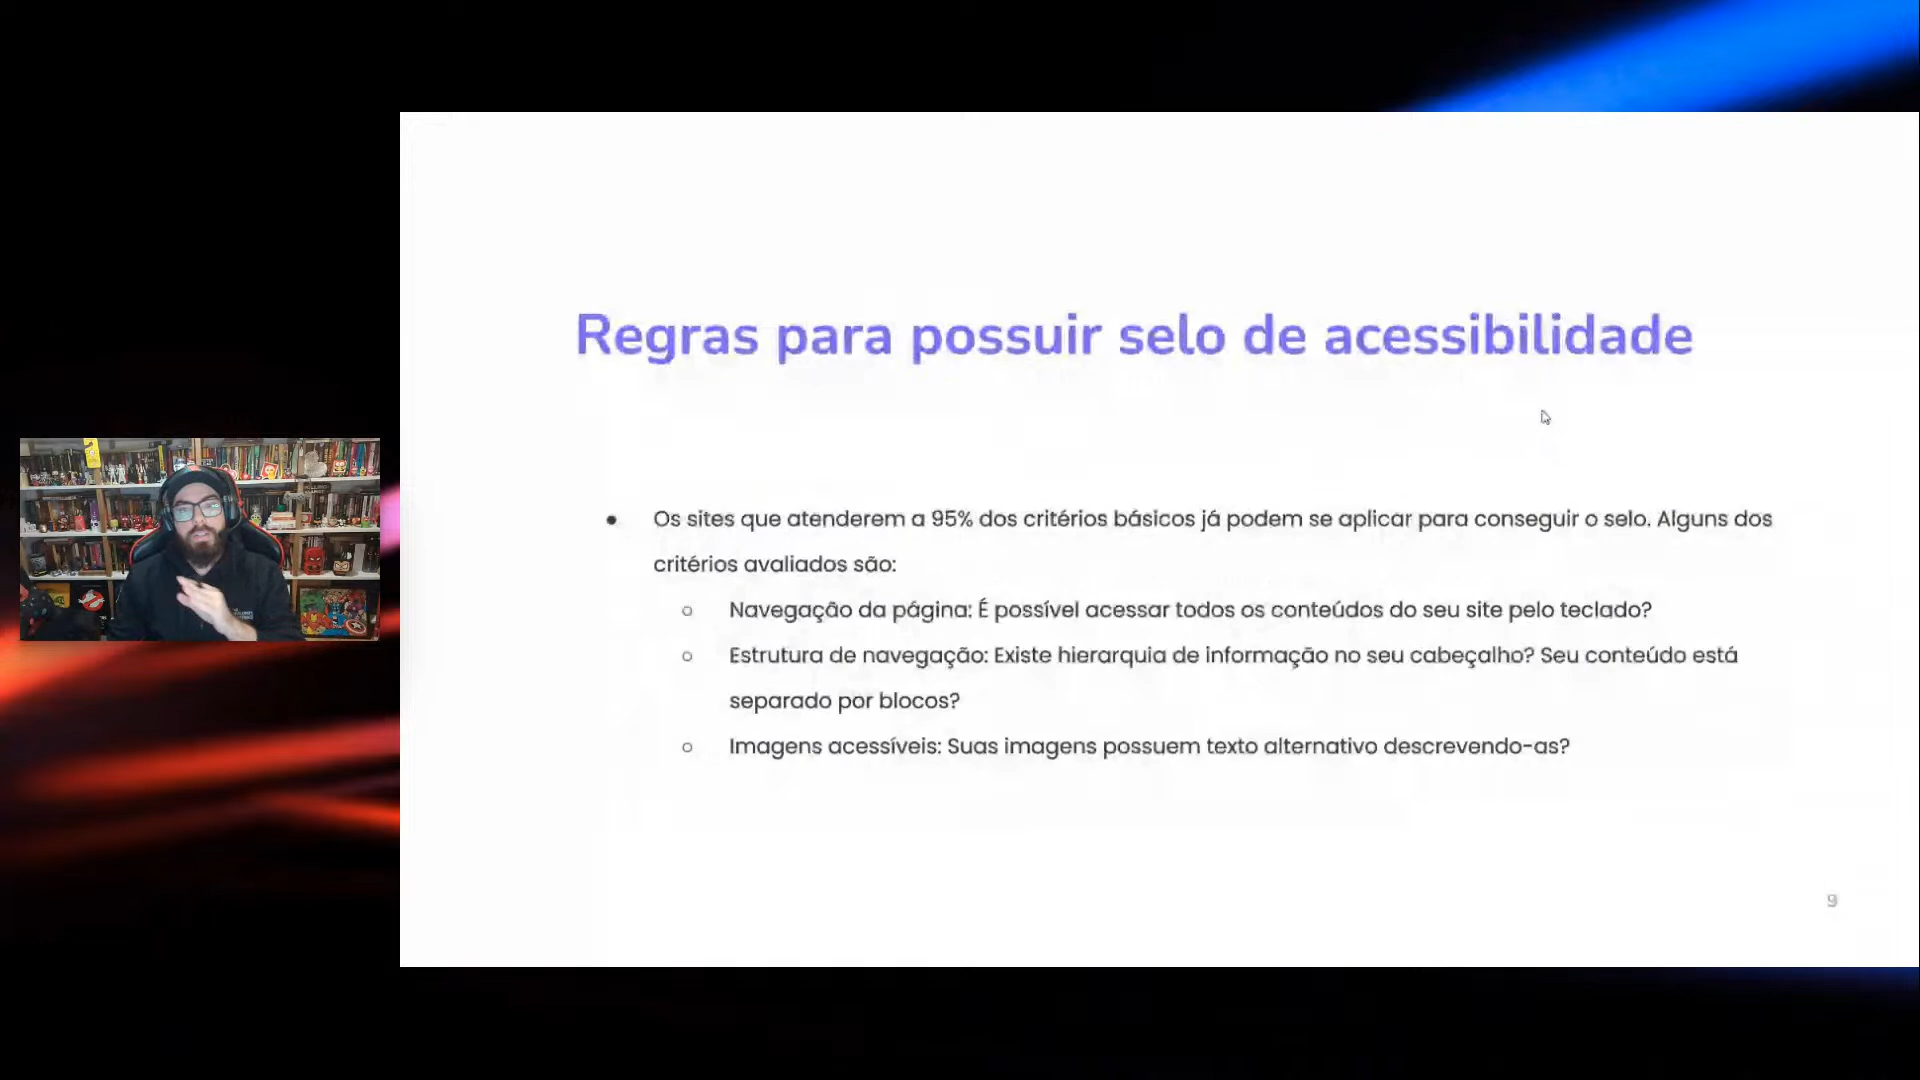 Regras para possuir selo de acessibilidade
● Os sites que atenderem a 95% dos critérios básicos já podem se aplicar para conseguir o selo. Alguns dos
critérios avaliados são:
○ Navegação da página: É possível acessar todos os conteúdos do seu site pelo teclado?
○ Estrutura de navegação: Existe hierarquia de informação no seu cabeçalho? Seu conteúdo está
separado por blocos?
○ Imagens acessíveis: Suas imagens possuem texto alternativo descrevendo-as?
9